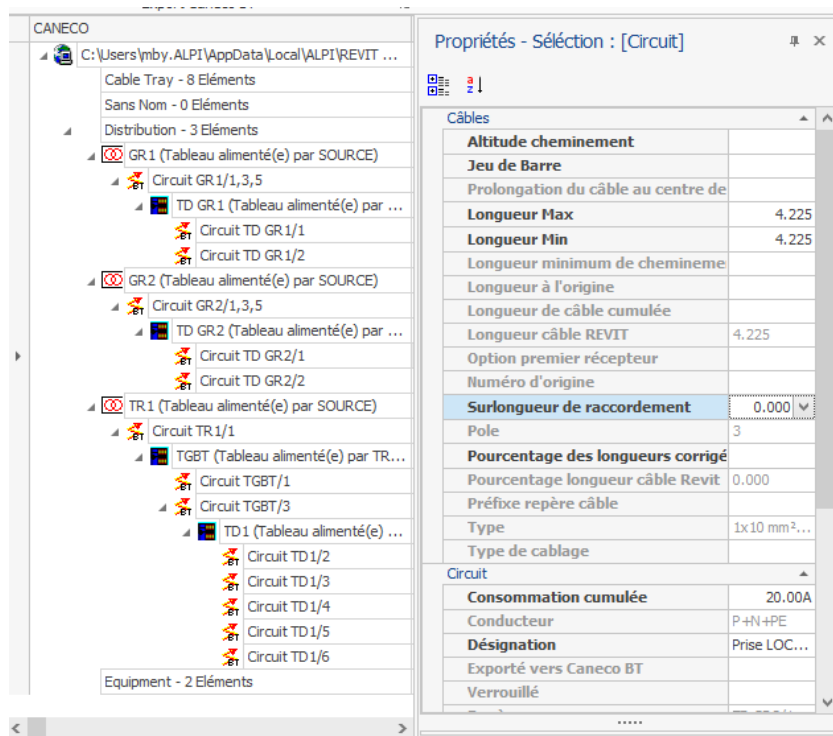 CANECO
C:\Users\mby.ALPI\AppData\Local\ALPI\REVIT ...
Cable Tray - 8 Eléments
Sans Nom - 0 Eléments
Distribution - 3 Eléments
GR1 (Tableau alimenté(e) par SOURCE)
Circuit GR1/1,3,5
TD GR1 (Tableau alimenté(e) par ...
Circuit TD GR1/1
Circuit TD GR1/2
GR2 (Tableau alimenté(e) par SOURCE)
Circuit GR2/1,3,5
TD GR2 (Tableau alimenté(e) par ...
Circuit TD GR2/1
Circuit TD GR2/2
TR1 (Tableau alimenté(e) par SOURCE)
Circuit TR1/1
TGBT (Tableau alimenté(e) par TR...
Circuit TGBT/1
Circuit TGBT/3
TD1 (Tableau alimenté(e) ...
Circuit TD1/2
Circuit TD1/3
Circuit TD1/4
Circuit TD1/5
Circuit TD1/6
Equipment - 2 Eléments
Propriétés - Séléction : [Circuit]
Câbles
Altitude cheminement
Jeu de Barre
Prolongation du câble au centre de
Longueur Max 4.225
Longueur Min 4.225
Longueur minimum de chemineme
Longueur à l'origine
Longueur de câble cumulée
Longueur câble REVIT 4.225
Option premier récepteur
Numéro d'origine
Surlongueur de raccordement 0.000
Pole 3
Pourcentage des longueurs corrigé
Pourcentage longueur câble Revit 0.000
Préfixe repère câble
Type 1x10 mm²...
Type de cablage
Circuit
Consommation cumulée 20.00A
Conducteur P+N+PE
Désignation Prise LOC...
Exporté vers Caneco BT
Verrouillé